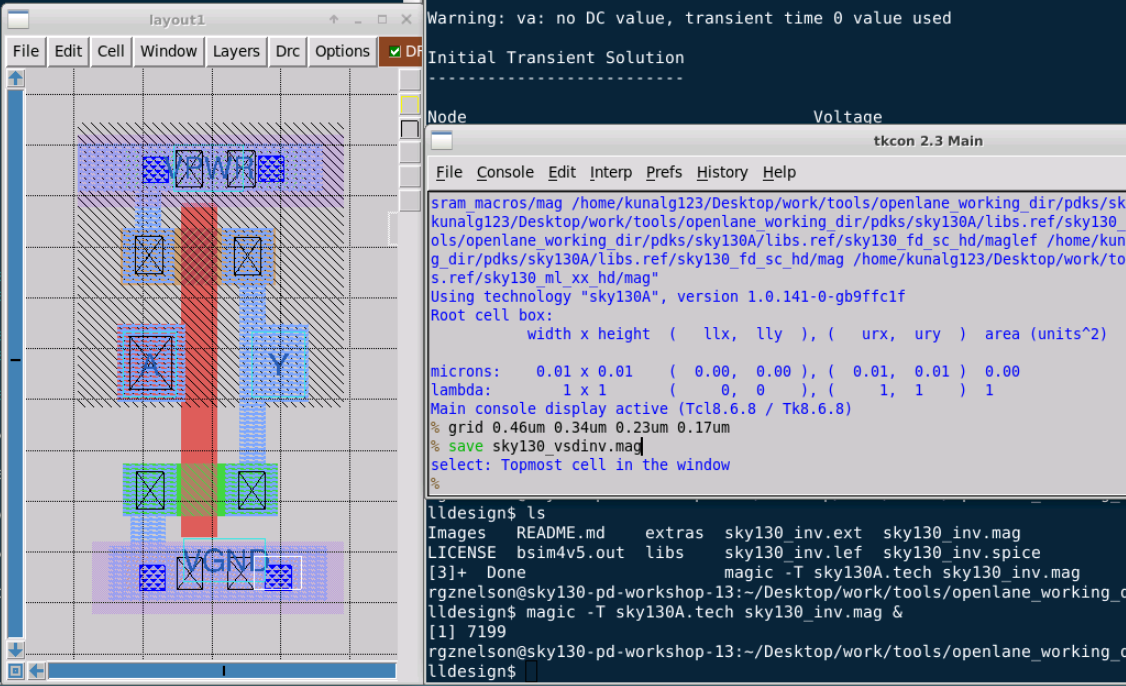 layout1
File Edit Cell Window Layers Drc Options DR
VPWR
A
Y
VGND
Warning: va: no DC value, transient time 0 value used
Initial Transient Solution
--------------------------
Node Voltage
tkcon 2.3 Main
File Console Edit Interp Prefs History Help
sram_macros/mag /home/kunalg123/Desktop/work/tools/openlane_working_dir/pdks/sk
kunalg123/Desktop/work/tools/openlane_working_dir/pdks/sky130A/libs.ref/sky130_
ols/openlane_working_dir/pdks/sky130A/libs.ref/sky130_fd_sc_hd/maglef /home/kun
g_dir/pdks/sky130A/libs.ref/sky130_fd_sc_hd/mag /home/kunalg123/Desktop/work/to
s.ref/sky130_ml_xx_hd/mag"
Using technology "sky130A", version 1.0.141-0-gb9ffc1f
Root cell box:
width x height ( llx, lly ), ( urx, ury ) area (units^2)
microns: 0.01 x 0.01 ( 0.00, 0.00 ), ( 0.01, 0.01 ) 0.00
lambda: 1 x 1 ( 0, 0 ), ( 1, 1 ) 1
Main console display active (Tcl8.6.8 / Tk8.6.8)
% grid 0.46um 0.34um 0.23um 0.17um
% save sky130_vsdinv.mag
select: Topmost cell in the window
%
lldesign$ ls
Images README.md extras sky130_inv.ext sky130_inv.mag
LICENSE bsim4v5.out libs sky130_inv.lef sky130_inv.spice
[3]+ Done magic -T sky130A.tech sky130_inv.mag
rgznelson@sky130-pd-workshop-13:~/Desktop/work/tools/openlane_working_d
lldesign$ magic -T sky130A.tech sky130_inv.mag &
[1] 7199
rgznelson@sky130-pd-workshop-13:~/Desktop/work/tools/openlane_working_d
lldesign$